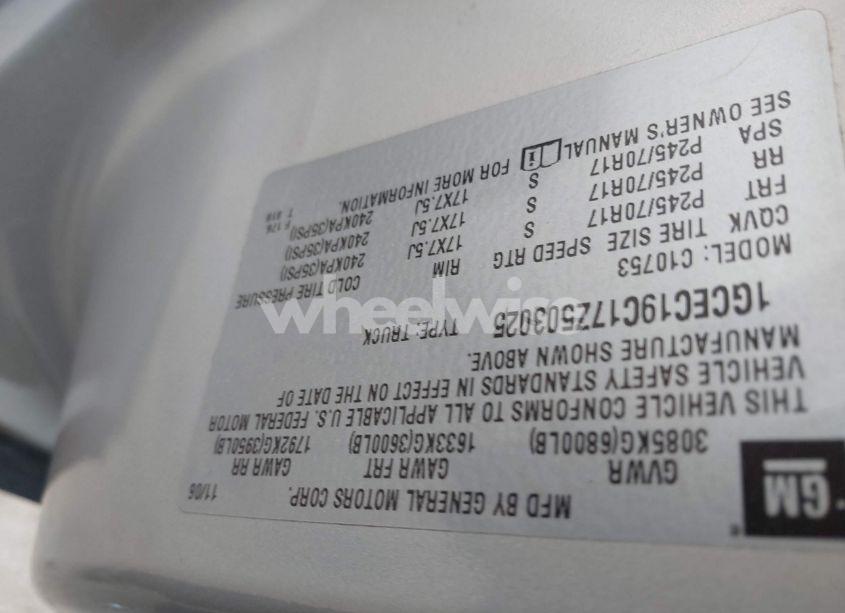 GM
MFD BY GENERAL MOTORS CORP. 11/06
GVWR GAWR FRT GAWR RR
3085KG(6800LB) 1633KG(3600LB) 1792KG(3950LB)
THIS VEHICLE CONFORMS TO ALL APPLICABLE U.S. FEDERAL MOTOR
VEHICLE SAFETY STANDARDS IN EFFECT ON THE DATE OF
MANUFACTURE SHOWN ABOVE.
1GCEC19C17Z503025 TYPE: TRUCK
MODEL: C10753
CQVK TIRE SIZE SPEED RTG RIM COLD TIRE PRESSURE
FRT P245/70R17 S 17X7.5J 240KPA(35PSI)
RR P245/70R17 S 17X7.5J 240KPA(35PSI)
SPA P245/70R17 S 17X7.5J 240KPA(35PSI)
SEE OWNER'S MANUAL FOR MORE INFORMATION.
wheelwise